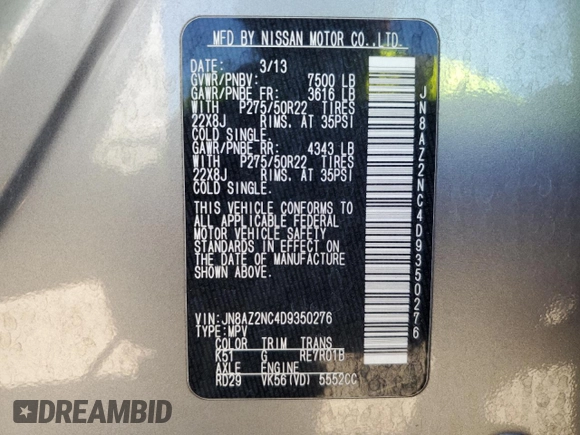 MFD BY NISSAN MOTOR CO.,LTD.
DATE: 3/13
GVWR/PNBV: 7500 LB
GAWR/PNBE FR: 3616 LB
WITH P275/50R22 TIRES
22X8J RIMS. AT 35PSI
COLD SINGLE.
GAWR/PNBE RR: 4343 LB
WITH P275/50R22 TIRES
22X8J RIMS. AT 35PSI
COLD SINGLE.
THIS VEHICLE CONFORMS TO
ALL APPLICABLE FEDERAL
MOTOR VEHICLE SAFETY
STANDARDS IN EFFECT ON
THE DATE OF MANUFACTURE
SHOWN ABOVE.
VIN:JN8AZ2NC4D9350276
TYPE:MPV
COLOR TRIM TRANS
K51 G RE7R01B
AXLE ENGINE
RD29 VK56(VD) 5552CC
JN8AZ2NC4D9350276
DREAMBID